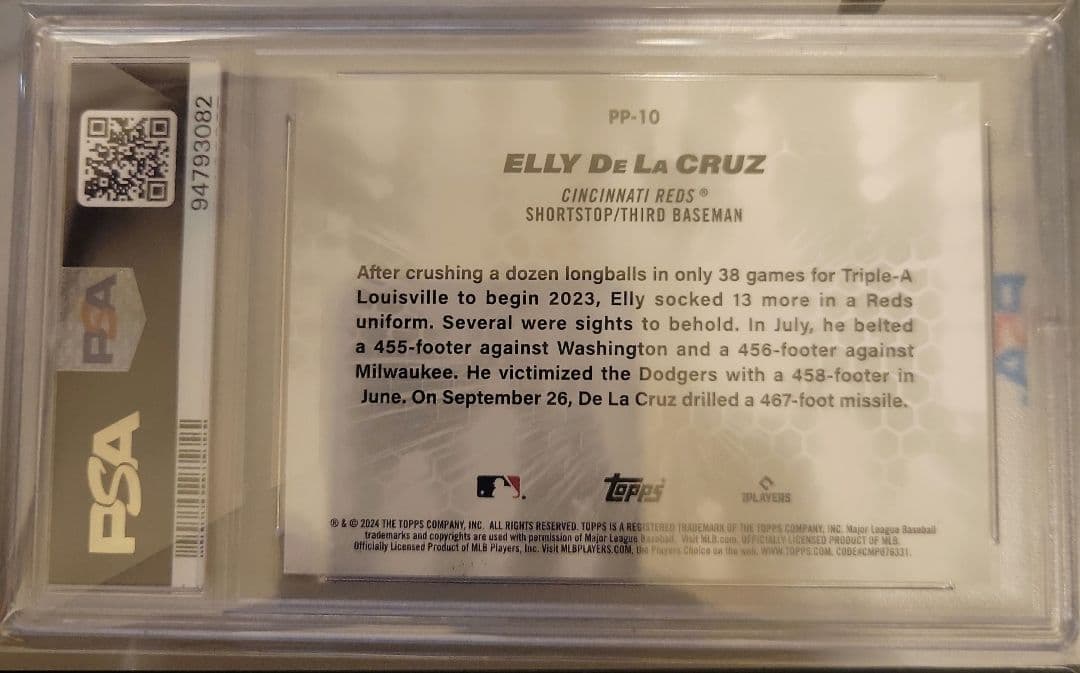 94793082
PSA
PSA
PP-10
ELLY DE LA CRUZ
CINCINNATI REDS ®
SHORTSTOP/THIRD BASEMAN
After crushing a dozen longballs in only 38 games for Triple-A
Louisville to begin 2023, Elly socked 13 more in a Reds
uniform. Several were sights to behold. In July, he belted
a 455-footer against Washington and a 456-footer against
Milwaukee. He victimized the Dodgers with a 458-footer in
June. On September 26, De La Cruz drilled a 467-foot missile.
Topps
PLAYERS
® & © 2024 THE TOPPS COMPANY, INC. ALL RIGHTS RESERVED. TOPPS IS A REGISTERED TRADEMARK OF THE TOPPS COMPANY, INC. Major League Baseball
trademarks and copyrights are used with permission of Major League Baseball. Visit MLB.com. OFFICIALLY LICENSED PRODUCT OF MLB
Officially Licensed Product of MLB Players, Inc. Visit MLBPLAYERS.COM, the Players Choice on the web. WWW.TOPPS.COM. CODE#CMP076331.
PSA